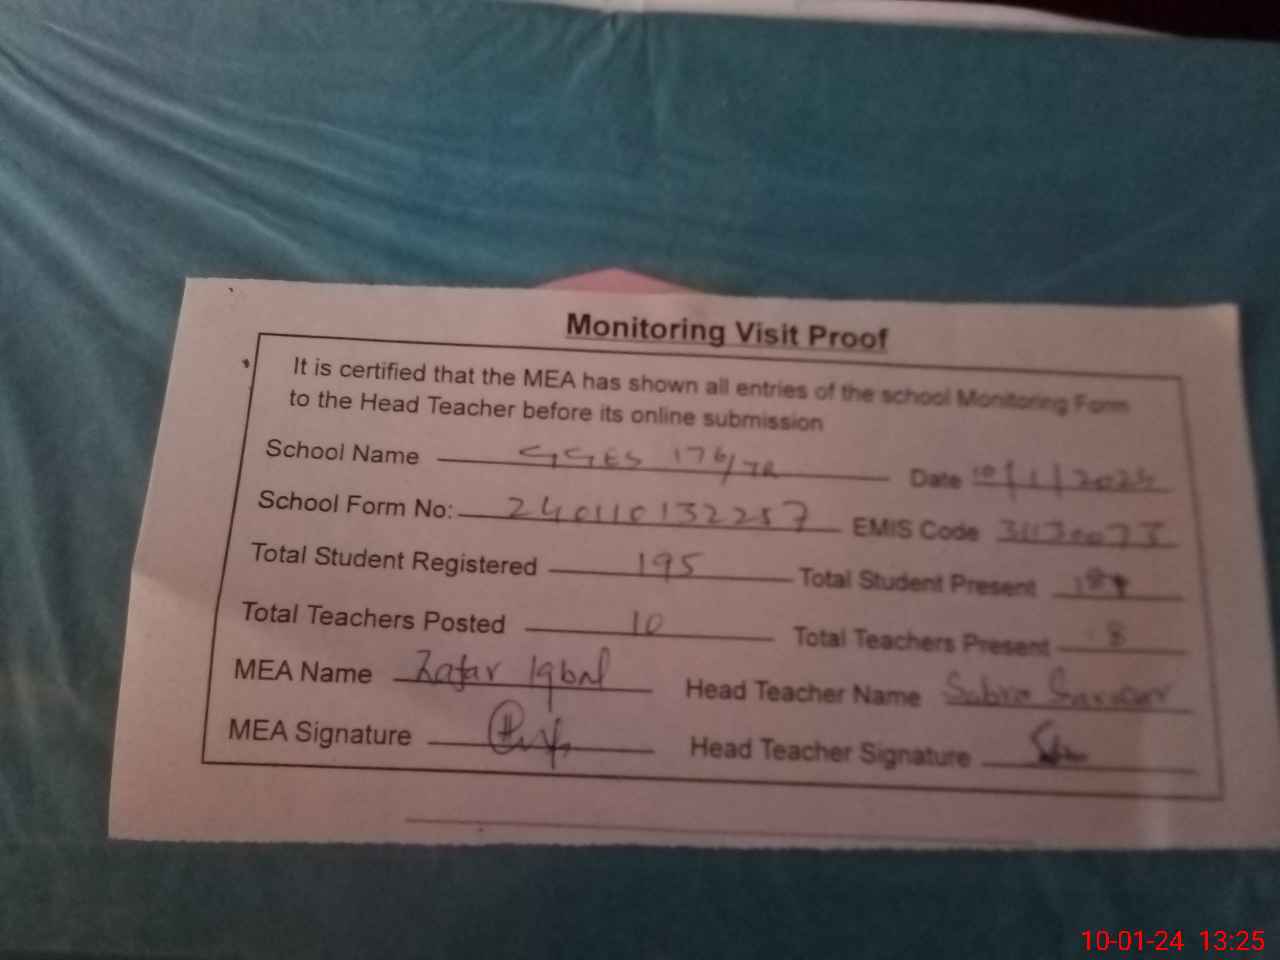 Monitoring Visit Proof
It is certified that the MEA has shown all entries of the school Monitoring Form
to the Head Teacher before its online submission
School Name GGES 176/7R Date 10/1/2024
School Form No: 240110132257 EMIS Code
Total Student Registered 195 Total Student Present
Total Teachers Posted 10 Total Teachers Present 8
MEA Name Zafar Iqbal Head Teacher Name Sabra
MEA Signature Head Teacher Signature
10-01-24 13:25